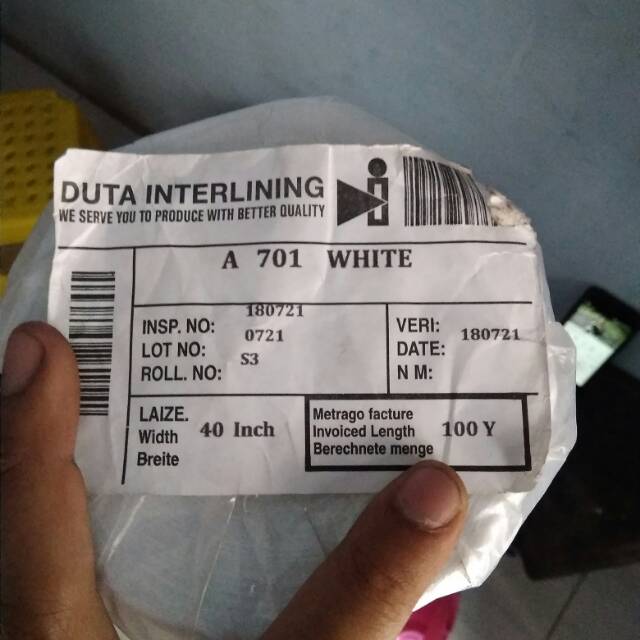 DUTA INTERLINING
WE SERVE YOU TO PRODUCE WITH BETTER QUALITY
A 701 WHITE
INSP. NO: 180721
LOT NO: 0721
ROLL. NO: S3
VERI: 180721
DATE:
N M:
LAIZE.
Width 40 Inch
Breite
Metrago facture
Invoiced Length 100 Y
Berechnete menge